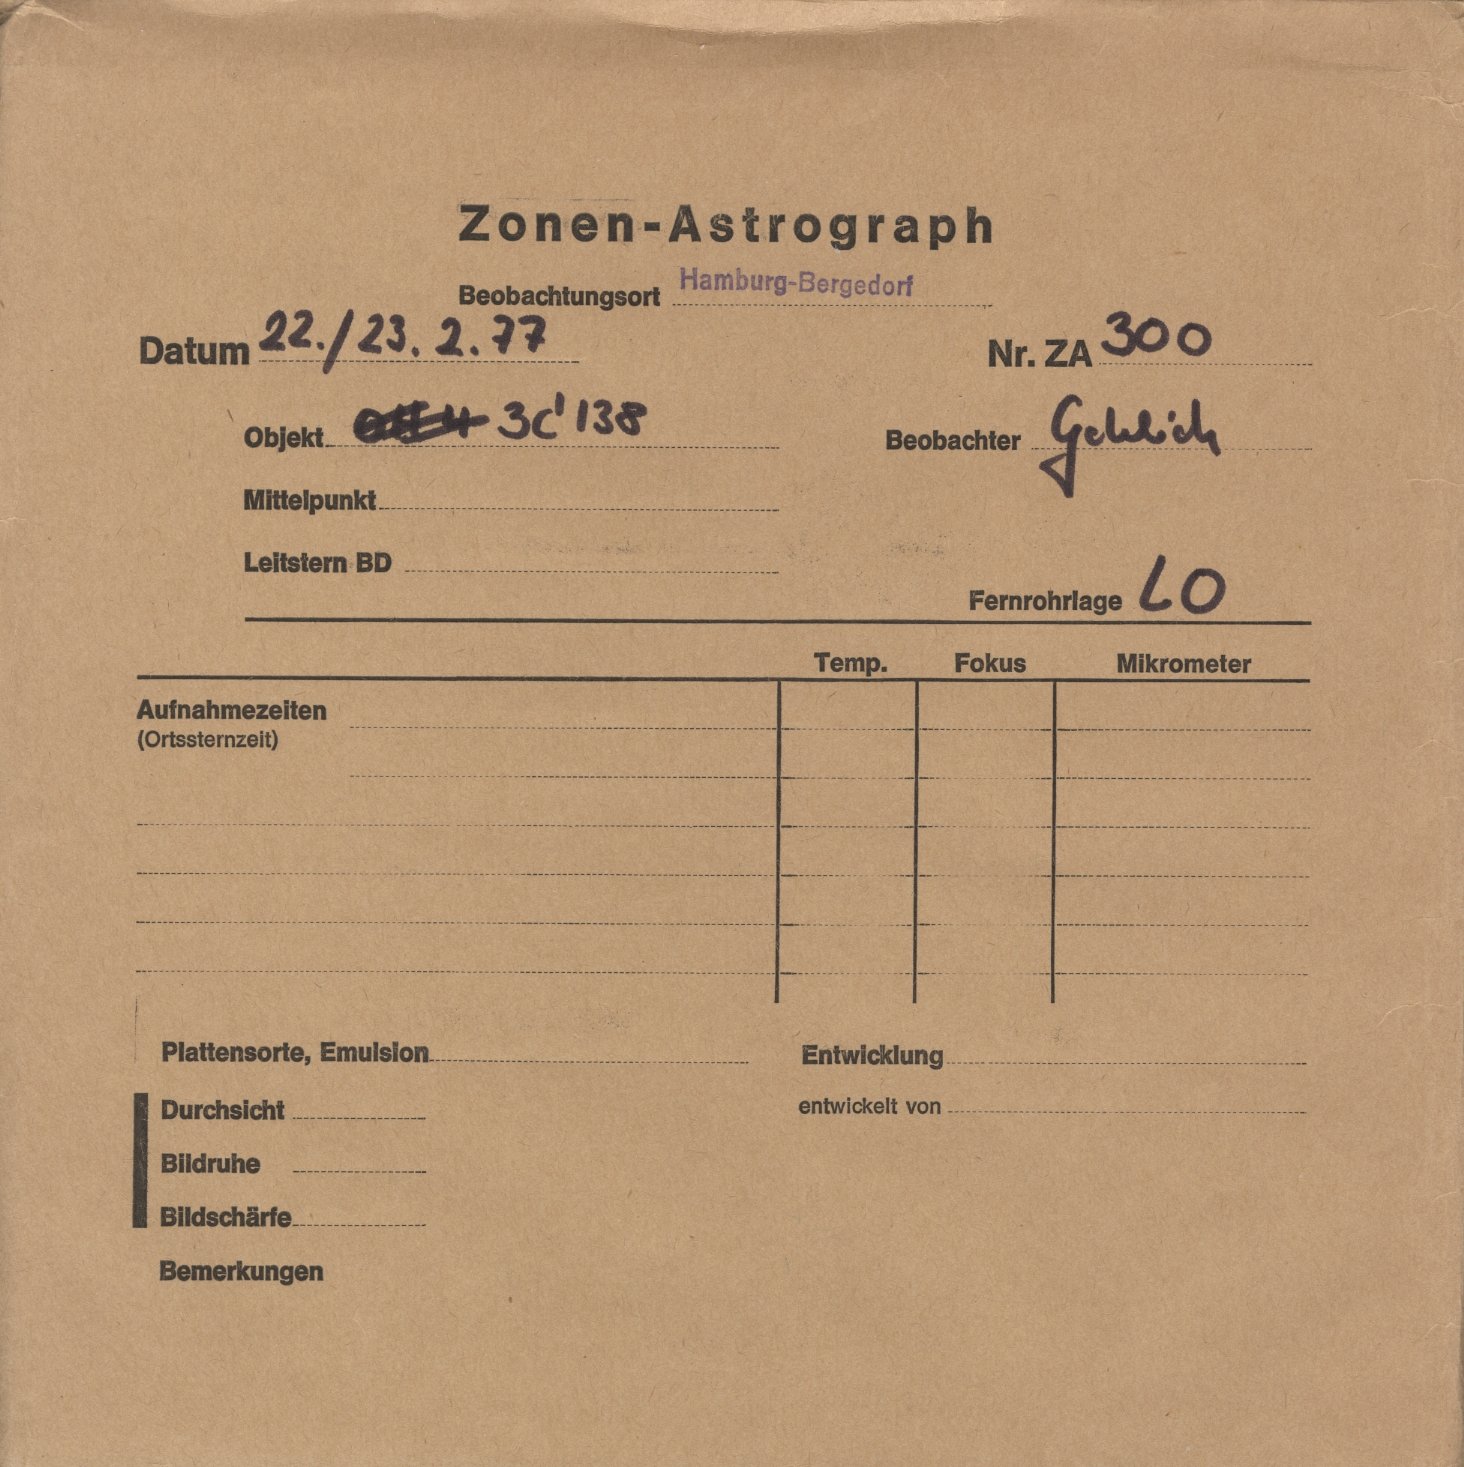 Zonen-Astrograph
Beobachtungsort Hamburg-Bergedorf
Datum 22./23. 2. 77
Nr. ZA 300
Objekt 3C 138
Beobachter
Mittelpunkt
Leitstern BD
Fernrohrlage LO
Temp. Fokus Mikrometer
Aufnahmezeiten
(Ortssternzeit)
Plattensorte, Emulsion
Entwicklung
Durchsicht
entwickelt von
Bildruhe
Bildschärfe
Bemerkungen